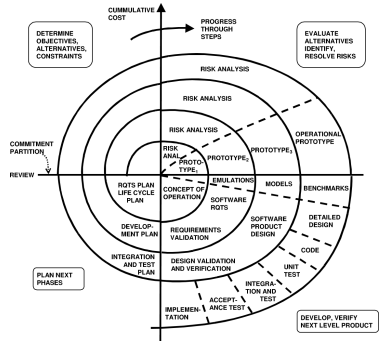 CUMMULATIVE
COST
PROGRESS
THROUGH
STEPS
DETERMINE
OBJECTIVES,
ALTERNATIVES,
CONSTRAINTS
EVALUATE
ALTERNATIVES
IDENTIFY,
RESOLVE RISKS
RISK ANALYSIS
RISK ANALYSIS
RISK ANALYSIS
RISK
ANAL.
PROTO-
TYPE1
PROTOTYPE2
PROTOTYPE3
OPERATIONAL
PROTOTYPE
COMMITMENT
PARTITION
REVIEW
RQTS PLAN
LIFE CYCLE
PLAN
CONCEPT OF
OPERATION
EMULATIONS
MODELS
BENCHMARKS
SOFTWARE
RQTS
SOFTWARE
PRODUCT
DESIGN
DETAILED
DESIGN
DEVELOP-
MENT PLAN
REQUIREMENTS
VALIDATION
CODE
INTEGRATION
AND TEST
PLAN
DESIGN VALIDATION
AND VERIFICATION
UNIT
TEST
PLAN NEXT
PHASES
INTEGRA-
TION AND
TEST
ACCEPT-
ANCE TEST
IMPLEMEN-
TATION
DEVELOP, VERIFY
NEXT LEVEL PRODUCT